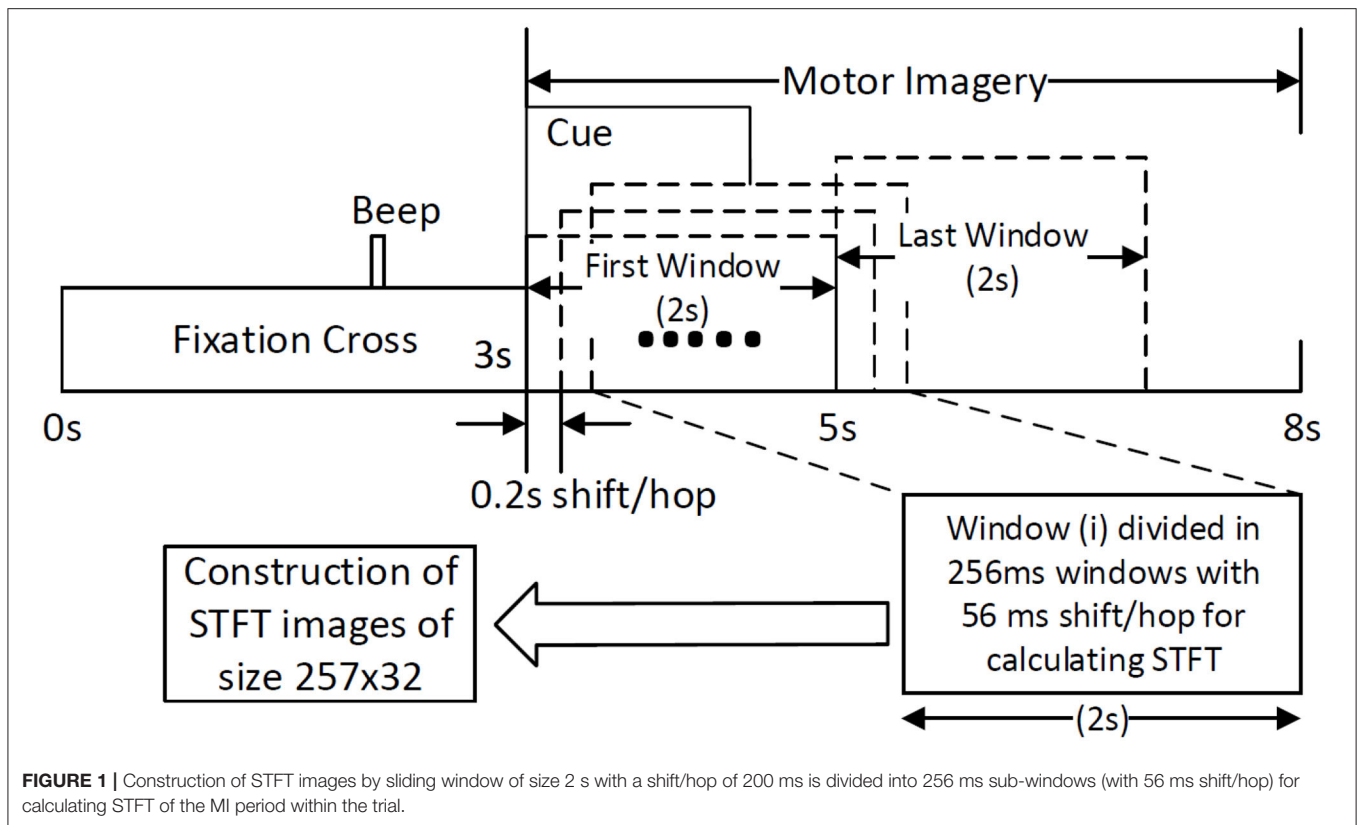 Motor Imagery
Cue
Beep
First Window
(2s)
Last Window
(2s)
Fixation Cross
3s
0s
5s
8s
0.2s shift/hop
Construction of
STFT images of
size 257x32
Window (i) divided in
256ms windows with
56 ms shift/hop for
calculating STFT
(2s)
FIGURE 1 | Construction of STFT images by sliding window of size 2 s with a shift/hop of 200 ms is divided into 256 ms sub-windows (with 56 ms shift/hop) for
calculating STFT of the MI period within the trial.